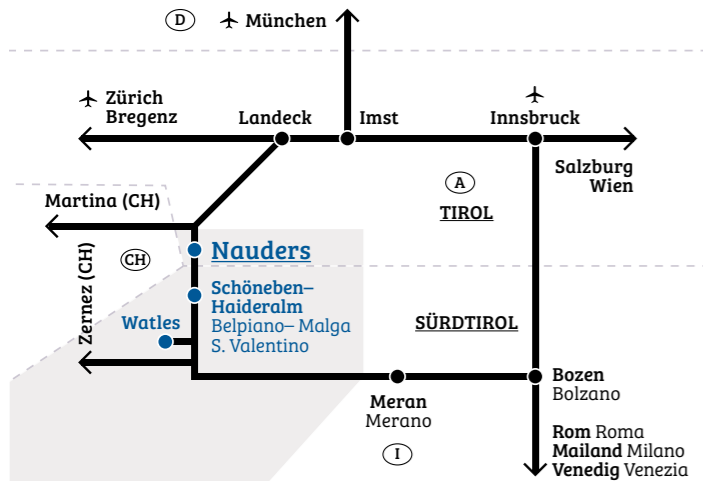 D
München
Zürich
Bregenz
Landeck
Imst
Innsbruck
Salzburg
Wien
A
TIROL
Martina (CH)
CH
Zernez (CH)
Nauders
Schöneben–
Haideralm
Belpiano– Malga
S. Valentino
Watles
SÜRDTIROL
Meran
Merano
I
Bozen
Bolzano
Rom Roma
Mailand Milano
Venedig Venezia